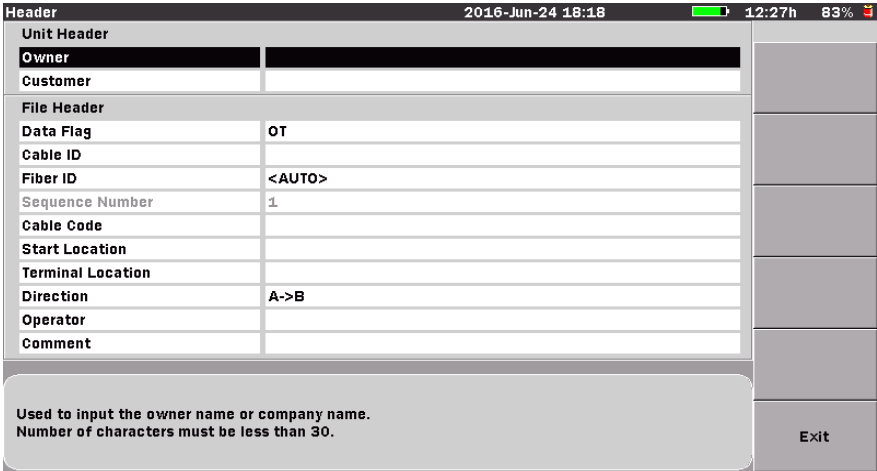 Header 2016-Jun-24 18:18 12:27h 83%
Unit Header
Owner
Customer
File Header
Data Flag OT
Cable ID
Fiber ID <AUTO>
Sequence Number 1
Cable Code
Start Location
Terminal Location
Direction A->B
Operator
Comment
Used to input the owner name or company name.
Number of characters must be less than 30.
Exit